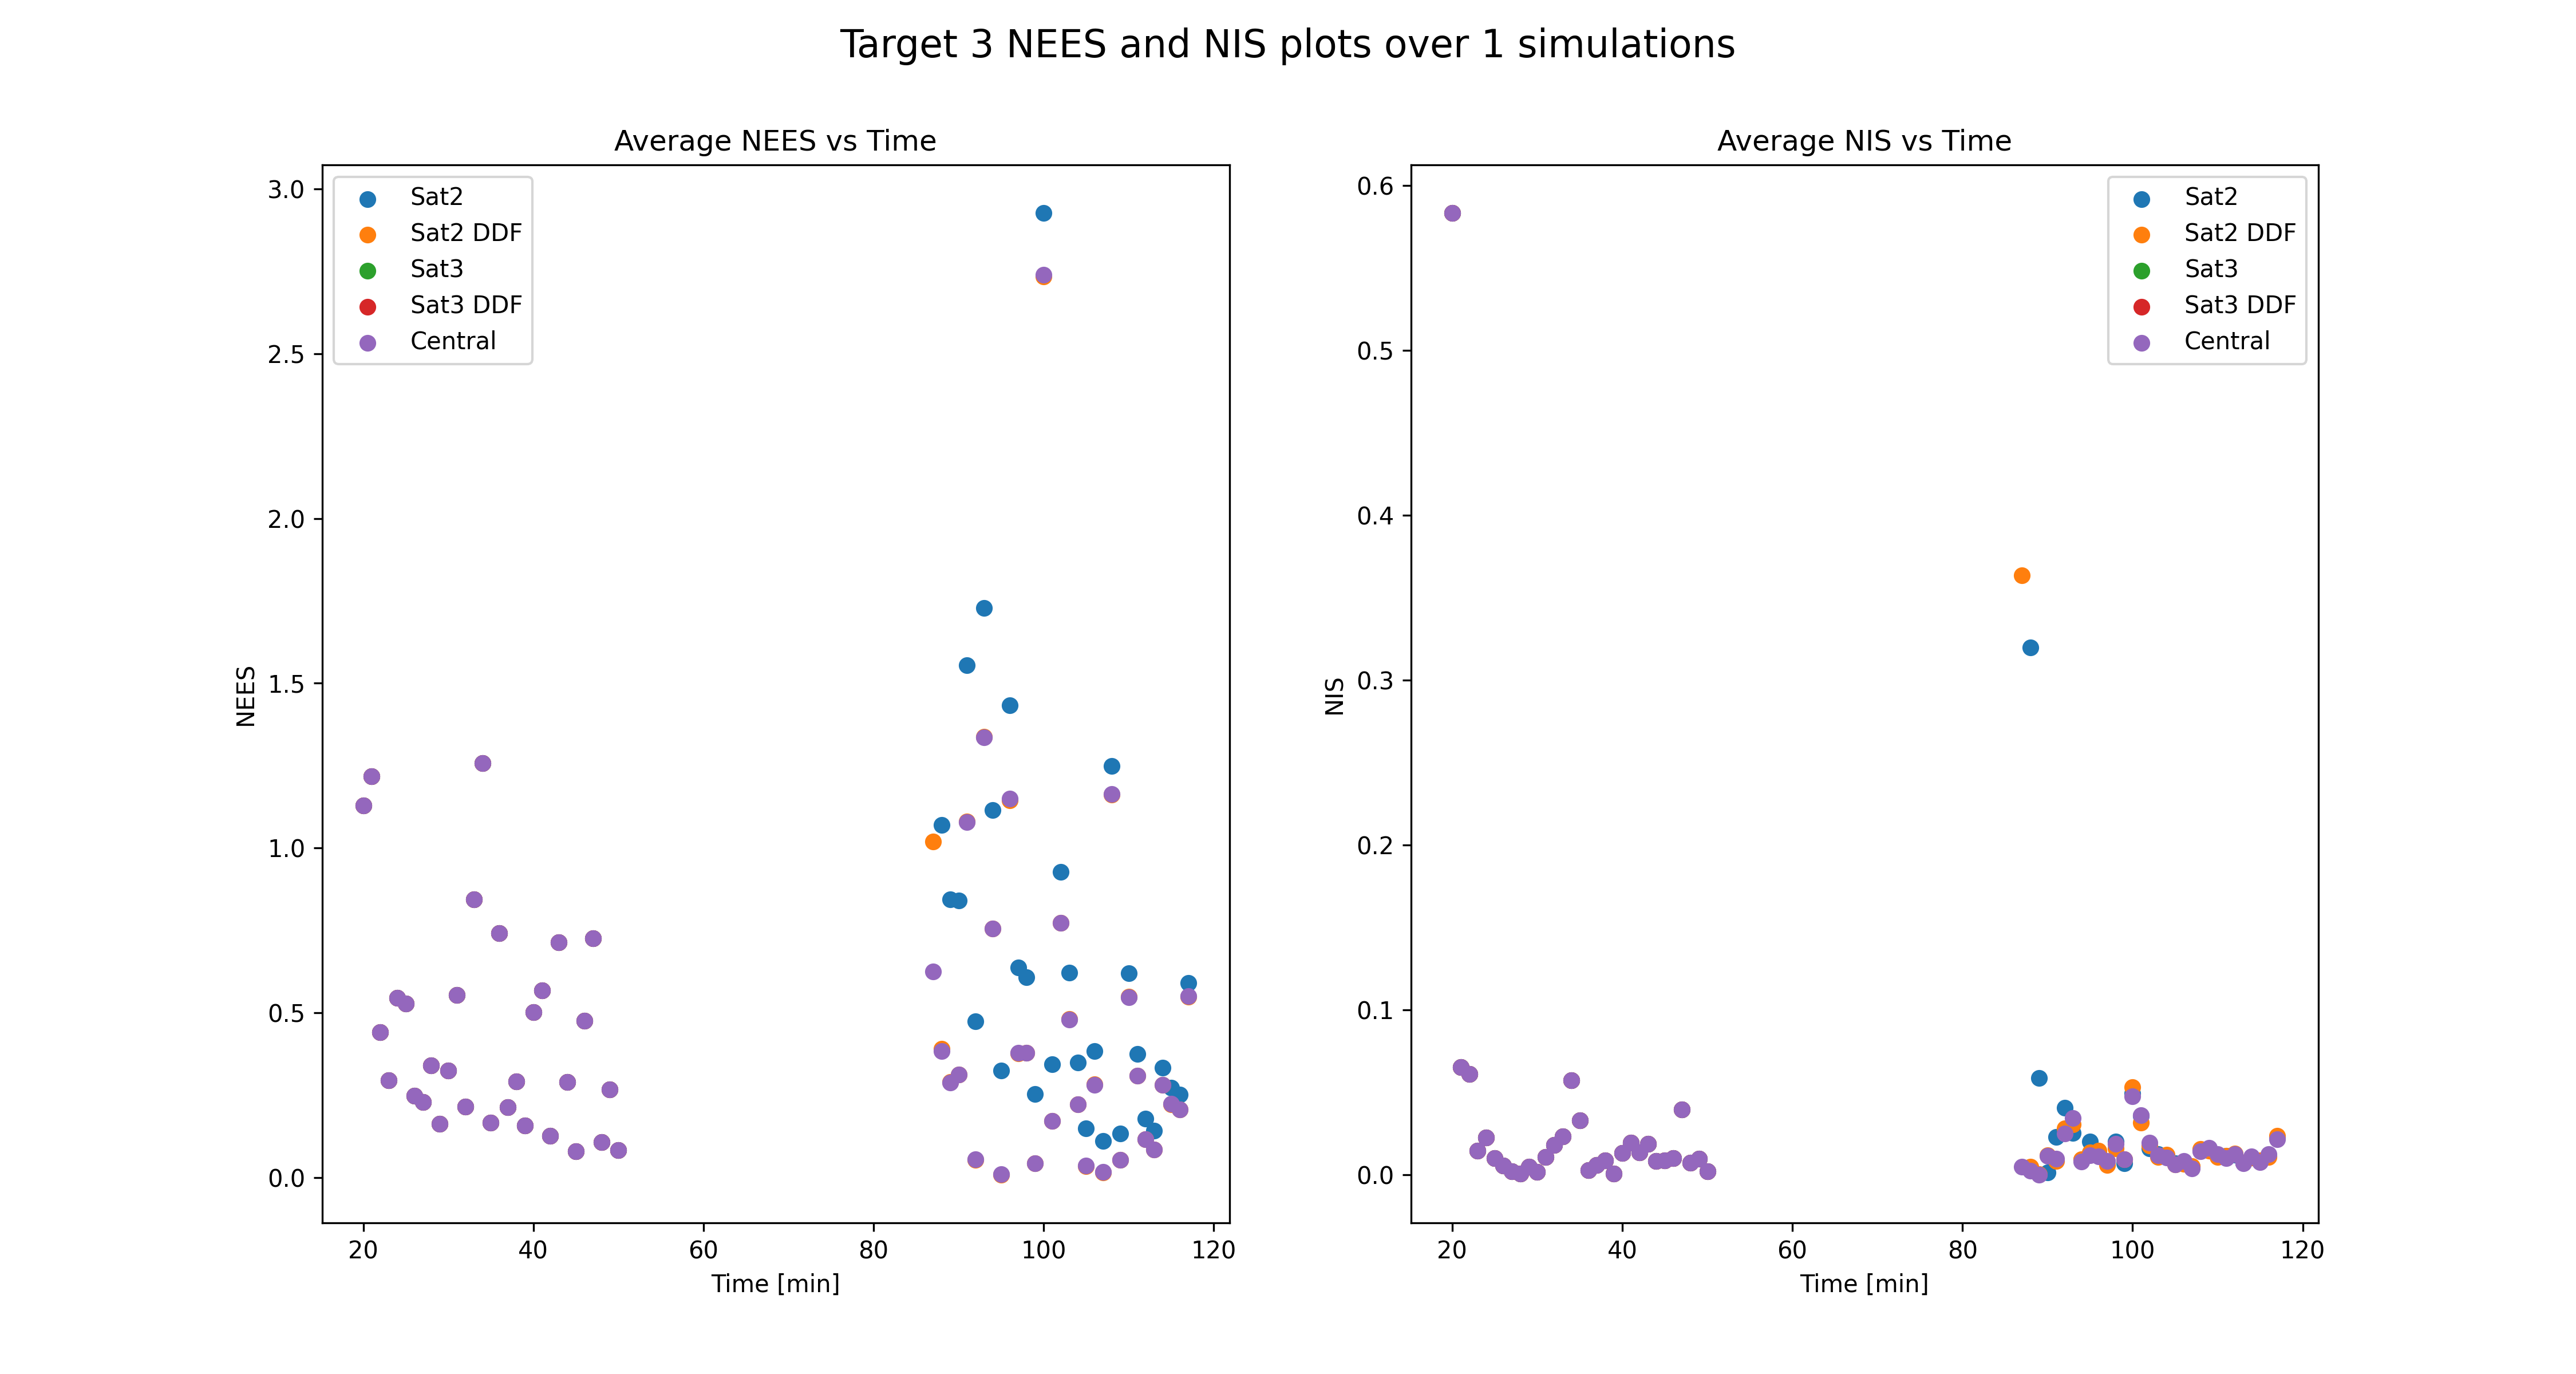 Target 3 NEES and NIS plots over 1 simulations
Average NEES vs Time
3.0
2.5
2.0
1.5
1.0
0.5
0.0
NEES
Sat2
Sat2 DDF
Sat3
Sat3 DDF
Central
20 40 60 80 100 120
Time [min]
Average NIS vs Time
0.6
0.5
0.4
0.3
0.2
0.1
0.0
NIS
Sat2
Sat2 DDF
Sat3
Sat3 DDF
Central
20 40 60 80 100 120
Time [min]